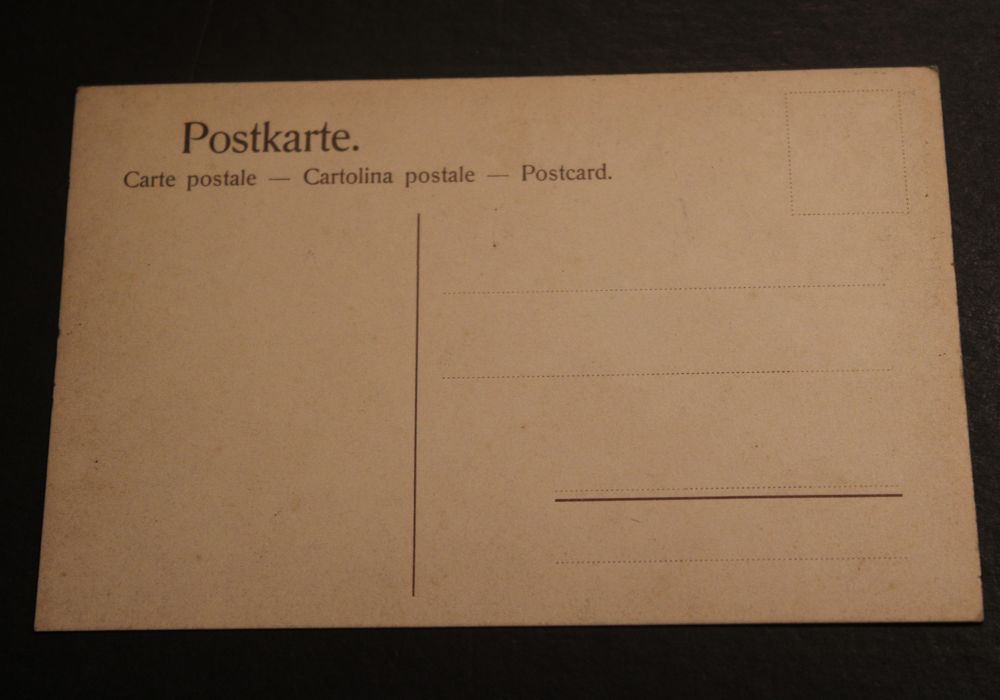 Postkarte.
Carte postale — Cartolina postale — Postcard.